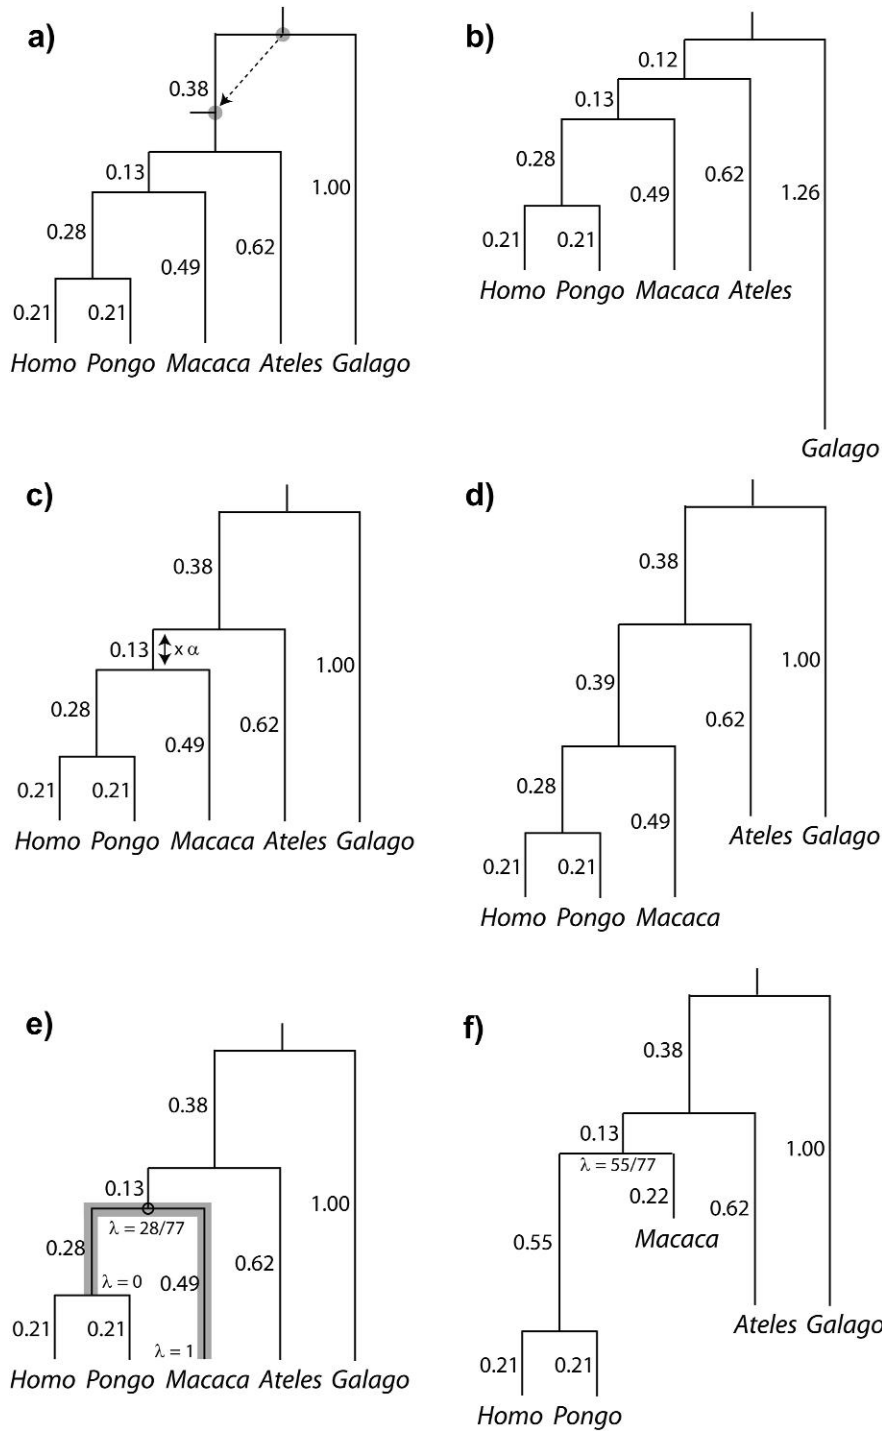 a)
0.38
0.13
1.00
0.28
0.62
0.49
0.21 0.21
Homo Pongo Macaca Ateles Galago
b)
0.12
0.13
0.28
0.62
0.49
1.26
0.21 0.21
Homo Pongo Macaca Ateles
Galago
c)
0.38
0.13 x α
1.00
0.28
0.62
0.49
0.21 0.21
Homo Pongo Macaca Ateles Galago
d)
0.38
1.00
0.39
0.62
0.28
0.49
Ateles Galago
0.21 0.21
Homo Pongo Macaca
e)
0.38
0.13
1.00
λ = 28/77
0.28
0.62
λ = 0 0.49
0.21 0.21
λ = 1
Homo Pongo Macaca Ateles Galago
f)
0.38
0.13
1.00
λ = 55/77
0.22
0.62
Macaca
0.55
Ateles Galago
0.21 0.21
Homo Pongo